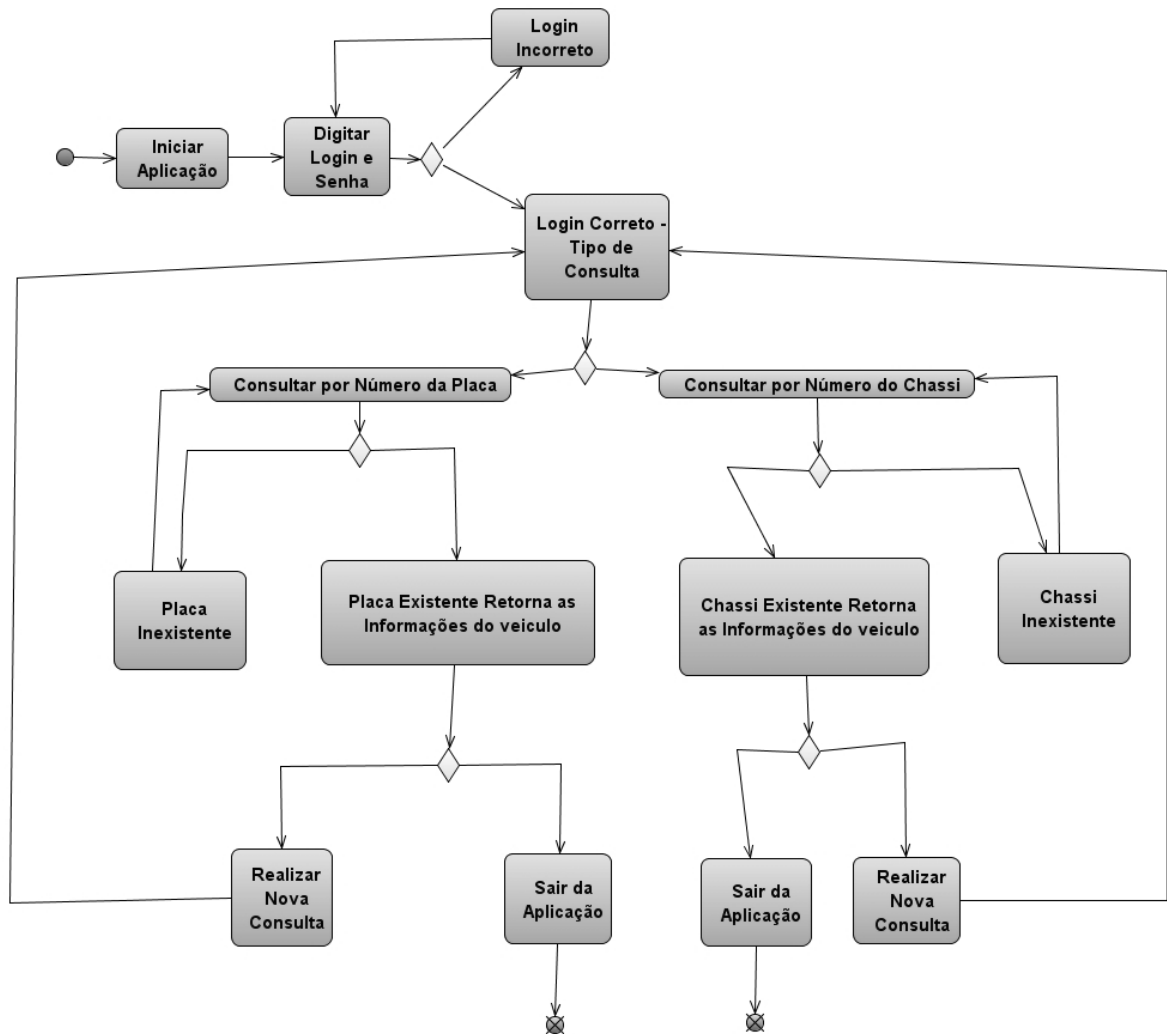 Login
Incorreto
Iniciar
Aplicação
Digitar
Login e
Senha
Login Correto -
Tipo de
Consulta
Consultar por Número da Placa
Consultar por Número do Chassi
Placa
Inexistente
Placa Existente Retorna as
Informações do veiculo
Chassi Existente Retorna
as Informações do veiculo
Chassi
Inexistente
Realizar
Nova
Consulta
Sair da
Aplicação
Sair da
Aplicação
Realizar
Nova
Consulta